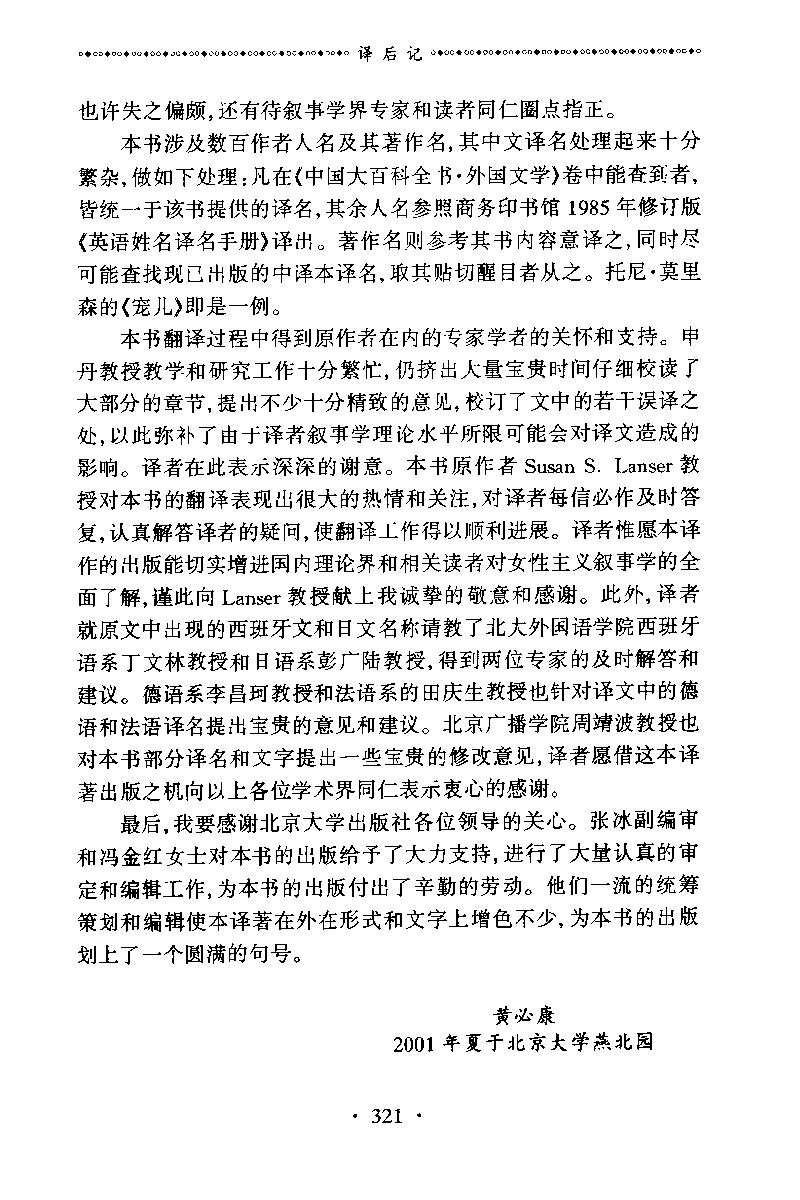 译后记
也许失之偏颇,还有待叙事学界专家和读者同仁圈点指正。
本书涉及数百作者人名及其著作名,其中文译名处理起来十分
繁杂,做如下处理:凡在《中国大百科全书·外国文学》卷中能查到者,
皆统一于该书提供的译名,其余人名参照商务印书馆 1985 年修订版
《英语姓名译名手册》译出。著作名则参考其书内容意译之,同时尽
可能查找现已出版的中译本译名,取其贴切醒目者从之。托尼·莫里
森的《宠儿》即是一例。
本书翻译过程中得到原作者在内的专家学者的关怀和支持。申
丹教授教学和研究工作十分繁忙,仍挤出大量宝贵时间仔细校读了
大部分的章节,提出不少十分精致的意见,校订了文中的若干误译之
处,以此弥补了由于译者叙事学理论水平所限可能会对译文造成的
影响。译者在此表示深深的谢意。本书原作者 Susan S. Lanser 教
授对本书的翻译表现出很大的热情和关注,对译者每信必作及时答
复,认真解答译者的疑问,使翻译工作得以顺利进展。译者惟愿本译
作的出版能切实增进国内理论界和相关读者对女性主义叙事学的全
面了解,谨此向 Lanser 教授献上我诚挚的敬意和感谢。此外,译者
就原文中出现的西班牙文和日文名称请教了北大外国语学院西班牙
语系丁文林教授和日语系彭广陆教授,得到两位专家的及时解答和
建议。德语系李昌珂教授和法语系的田庆生教授也针对译文中的德
语和法语译名提出宝贵的意见和建议。北京广播学院周靖波教授也
对本书部分译名和文字提出一些宝贵的修改意见,译者愿借这本译
著出版之机向以上各位学术界同仁表示衷心的感谢。
最后,我要感谢北京大学出版社各位领导的关心。张冰副编审
和冯金红女士对本书的出版给予了大力支持,进行了大量认真的审
定和编辑工作,为本书的出版付出了辛勤的劳动。他们一流的统筹
策划和编辑使本译著在外在形式和文字上增色不少,为本书的出版
划上了一个圆满的句号。
黄必康
2001 年夏于北京大学燕北园
· 321 ·